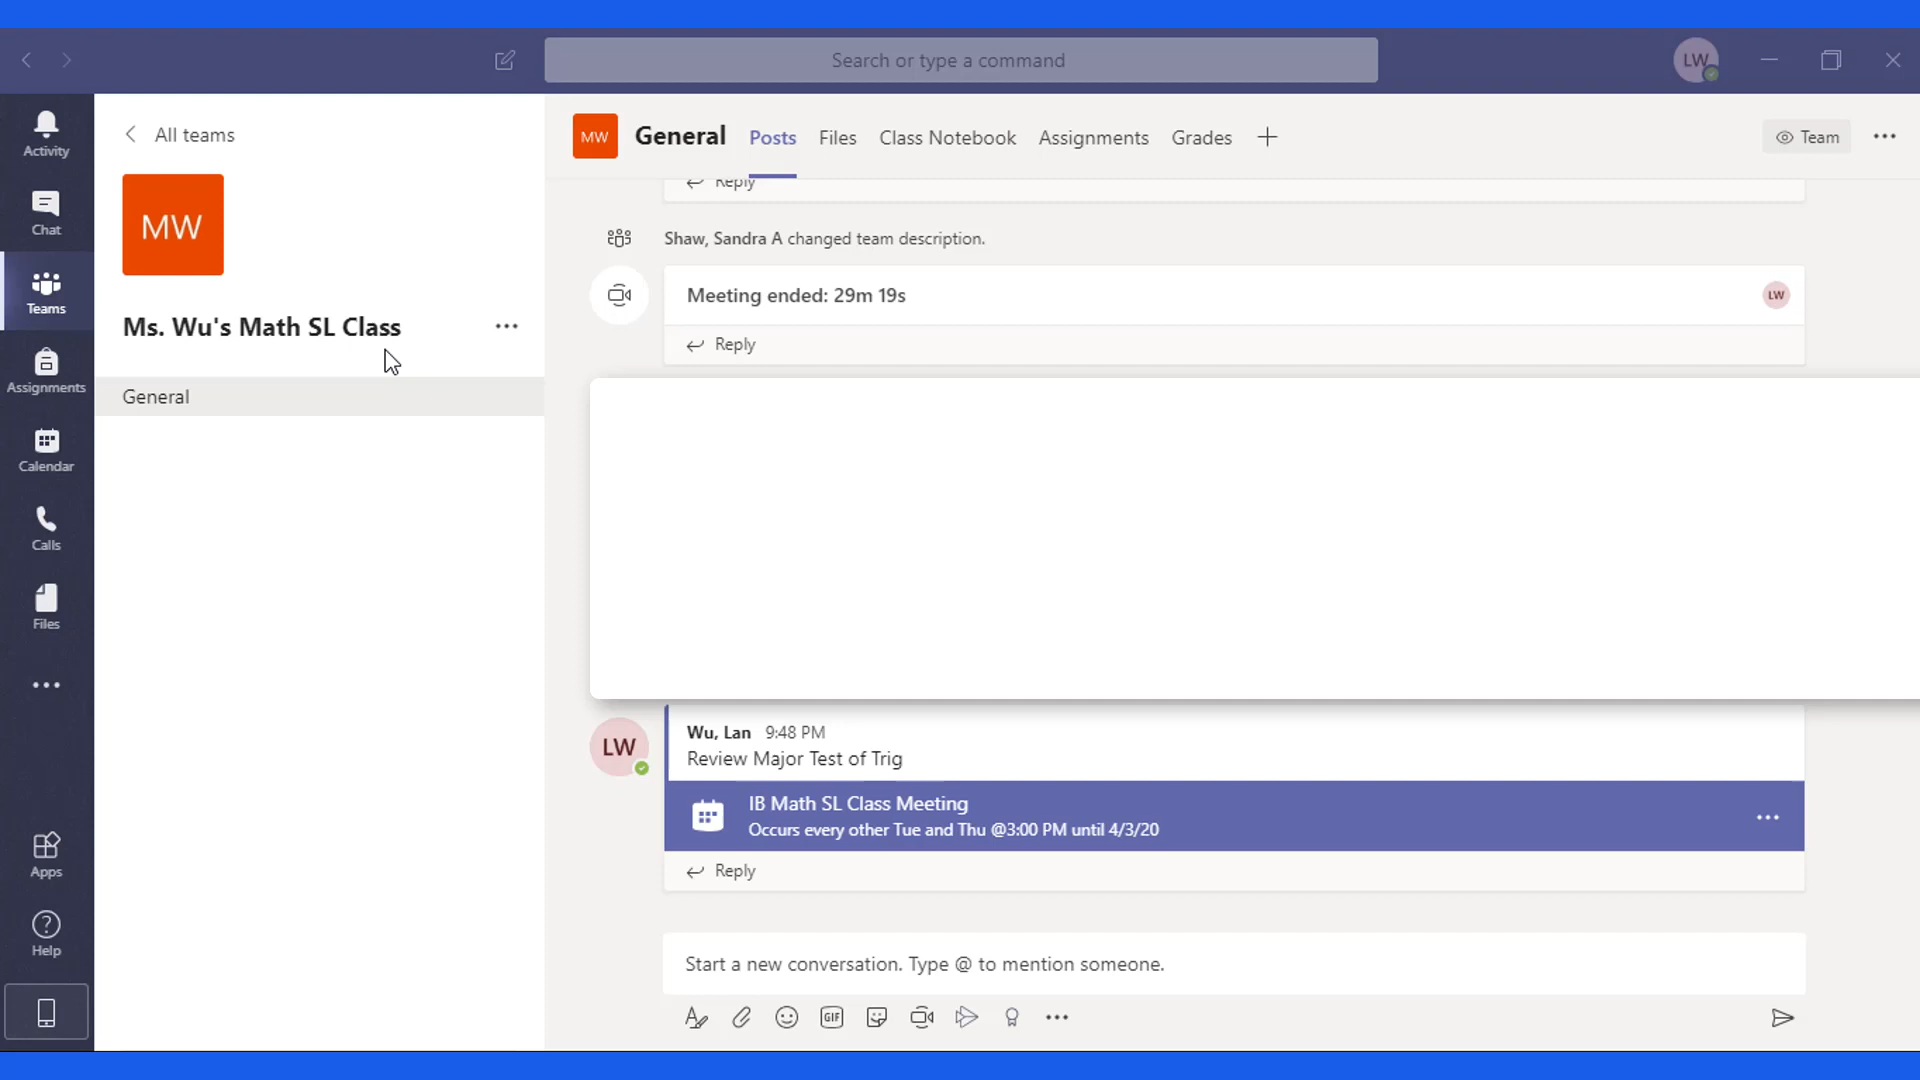 Search or type a command
LW
Activity
Chat
Teams
Assignments
Calendar
Calls
Files
Apps
Help
All teams
MW
Ms. Wu's Math SL Class
General
MW
General
Posts
Files
Class Notebook
Assignments
Grades
Team
Reply
Shaw, Sandra A changed team description.
Meeting ended: 29m 19s
LW
Reply
LW
Wu, Lan 9:48 PM
Review Major Test of Trig
IB Math SL Class Meeting
Occurs every other Tue and Thu @3:00 PM until 4/3/20
Reply
Start a new conversation. Type @ to mention someone.
GIF